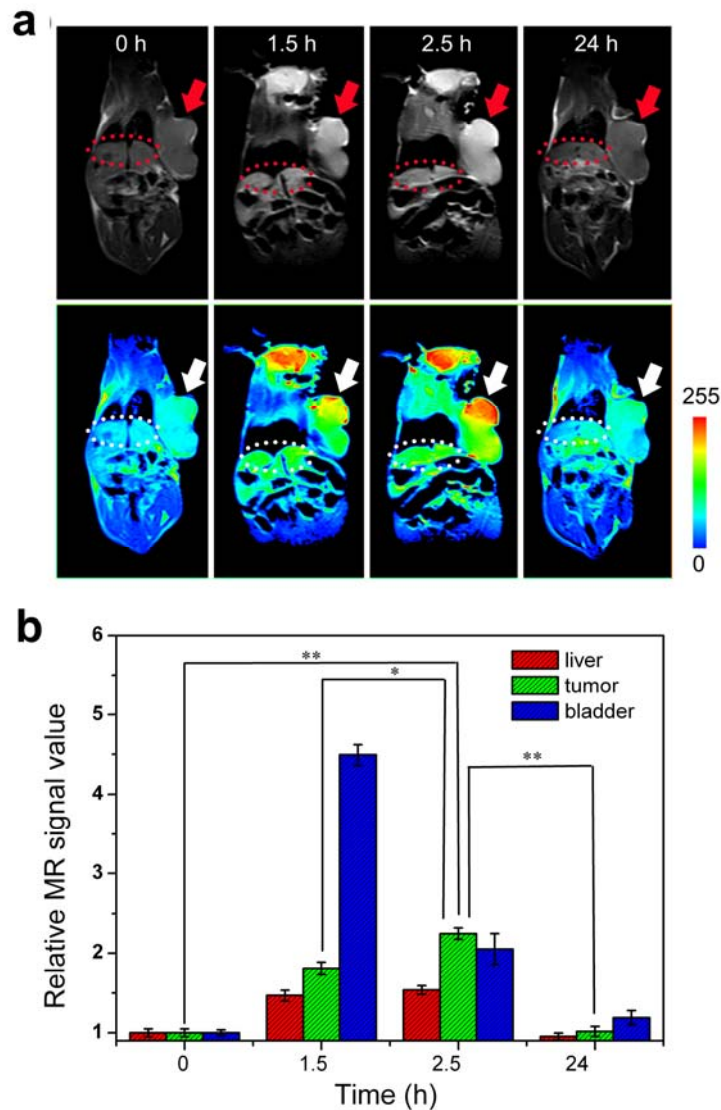 a
0 h
1.5 h
2.5 h
24 h
255
0
b
6
5
4
3
2
1
Relative MR signal value
**
*
**
liver
tumor
bladder
0
1.5
2.5
24
Time (h)